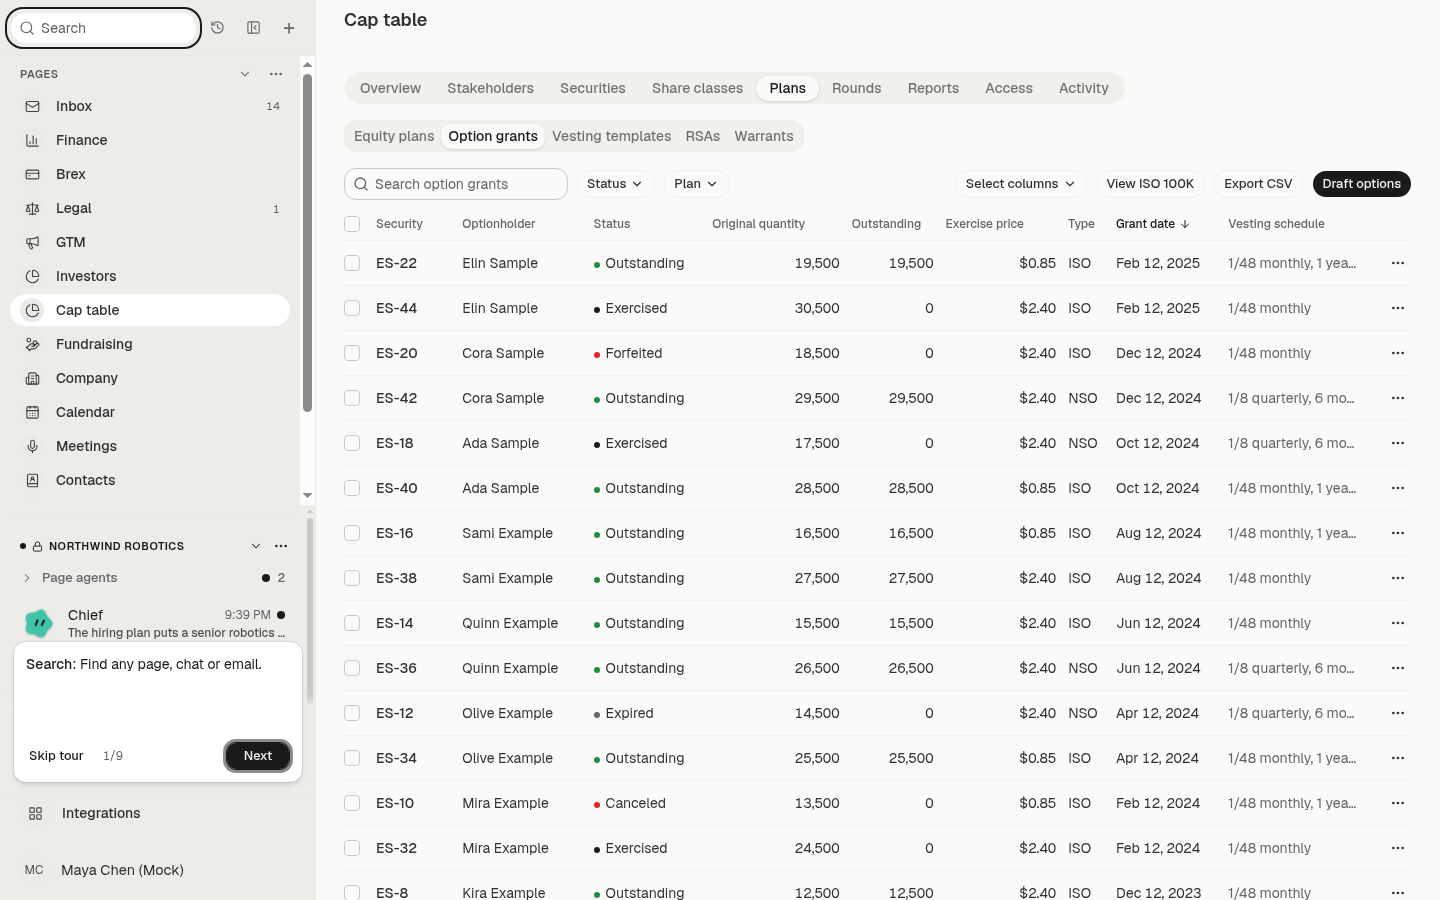 Search
PAGES
Inbox 14
Finance
Brex
Legal 1
GTM
Investors
Cap table
Fundraising
Company
Calendar
Meetings
Contacts
NORTHWIND ROBOTICS
Page agents 2
Chief 9:39 PM
The hiring plan puts a senior robotics ...
Search: Find any page, chat or email.
Skip tour 1/9 Next
Integrations
MC Maya Chen (Mock)
Cap table
Overview Stakeholders Securities Share classes Plans Rounds Reports Access Activity
Equity plans Option grants Vesting templates RSAs Warrants
Search option grants Status Plan Select columns View ISO 100K Export CSV Draft options
Security Optionholder Status Original quantity Outstanding Exercise price Type Grant date Vesting schedule
ES-22 Elin Sample Outstanding 19,500 19,500 $0.85 ISO Feb 12, 2025 1/48 monthly, 1 yea...
ES-44 Elin Sample Exercised 30,500 0 $2.40 ISO Feb 12, 2025 1/48 monthly
ES-20 Cora Sample Forfeited 18,500 0 $2.40 ISO Dec 12, 2024 1/48 monthly
ES-42 Cora Sample Outstanding 29,500 29,500 $2.40 NSO Dec 12, 2024 1/8 quarterly, 6 mo...
ES-18 Ada Sample Exercised 17,500 0 $2.40 NSO Oct 12, 2024 1/8 quarterly, 6 mo...
ES-40 Ada Sample Outstanding 28,500 28,500 $0.85 ISO Oct 12, 2024 1/48 monthly, 1 yea...
ES-16 Sami Example Outstanding 16,500 16,500 $0.85 ISO Aug 12, 2024 1/48 monthly, 1 yea...
ES-38 Sami Example Outstanding 27,500 27,500 $2.40 ISO Aug 12, 2024 1/48 monthly
ES-14 Quinn Example Outstanding 15,500 15,500 $2.40 ISO Jun 12, 2024 1/48 monthly
ES-36 Quinn Example Outstanding 26,500 26,500 $2.40 NSO Jun 12, 2024 1/8 quarterly, 6 mo...
ES-12 Olive Example Expired 14,500 0 $2.40 NSO Apr 12, 2024 1/8 quarterly, 6 mo...
ES-34 Olive Example Outstanding 25,500 25,500 $0.85 ISO Apr 12, 2024 1/48 monthly, 1 yea...
ES-10 Mira Example Canceled 13,500 0 $0.85 ISO Feb 12, 2024 1/48 monthly, 1 yea...
ES-32 Mira Example Exercised 24,500 0 $2.40 ISO Feb 12, 2024 1/48 monthly
ES-8 Kira Example Outstanding 12,500 12,500 $2.40 ISO Dec 12, 2023 1/48 monthly